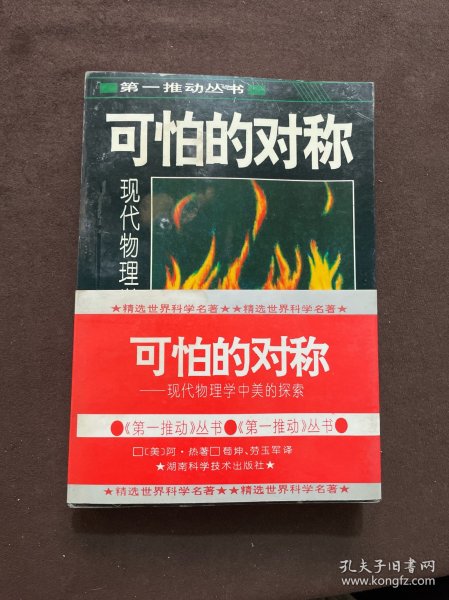 第一推动丛书
可怕的对称
现代物理
★精选世界科学名著★★精选世界科学名著★
可怕的对称
——现代物理学中美的探索
●《第一推动》丛书●《第一推动》丛书●
□〔美〕阿·热著□荀坤、劳玉军译
★湖南科学技术出版社★
★精选世界科学名著★★精选世界科学名著★
孔夫子旧书网
www.kongfz.com